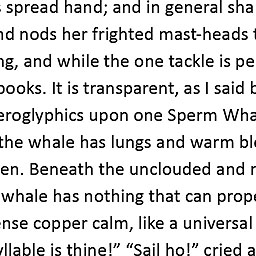 spread hand; and in general sha
nd nods her frighted mast-heads t
ng, and while the one tackle is pe
books. It is transparent, as I said b
eroglyphics upon one Sperm Wha
the whale has lungs and warm bl
en. Beneath the unclouded and r
whale has nothing that can prope
ense copper calm, like a universal
yllable is thine!” “Sail ho!” cried a